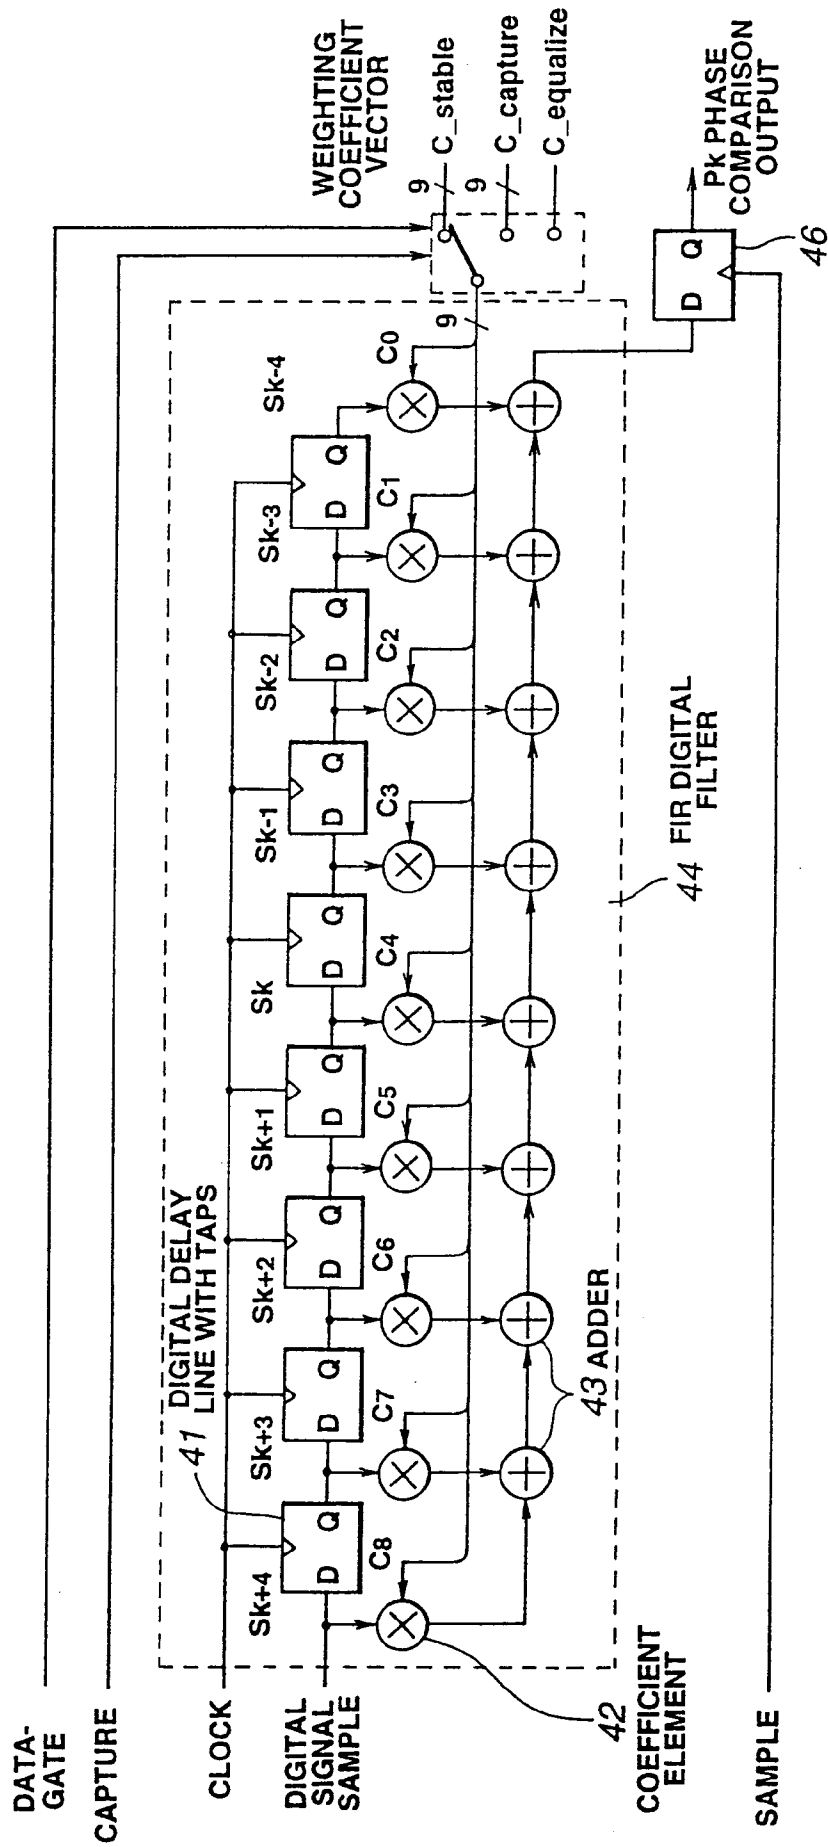 DATA-
GATE
CAPTURE
CLOCK
DIGITAL
SIGNAL
SAMPLE
SAMPLE
WEIGHTING
COEFFICIENT
VECTOR
9
C_stable
9
C_capture
C_equalize
9
DIGITAL DELAY
LINE WITH TAPS
41
Sk+4
Sk+3
Sk+2
Sk+1
Sk
Sk-1
Sk-2
Sk-3
Sk-4
D Q
D Q
D Q
D Q
D Q
D Q
D Q
D Q
C8
C7
C6
C5
C4
C3
C2
C1
C0
42
COEFFICIENT
ELEMENT
43 ADDER
44 FIR DIGITAL
FILTER
D Q
46
Pk PHASE
COMPARISON
OUTPUT